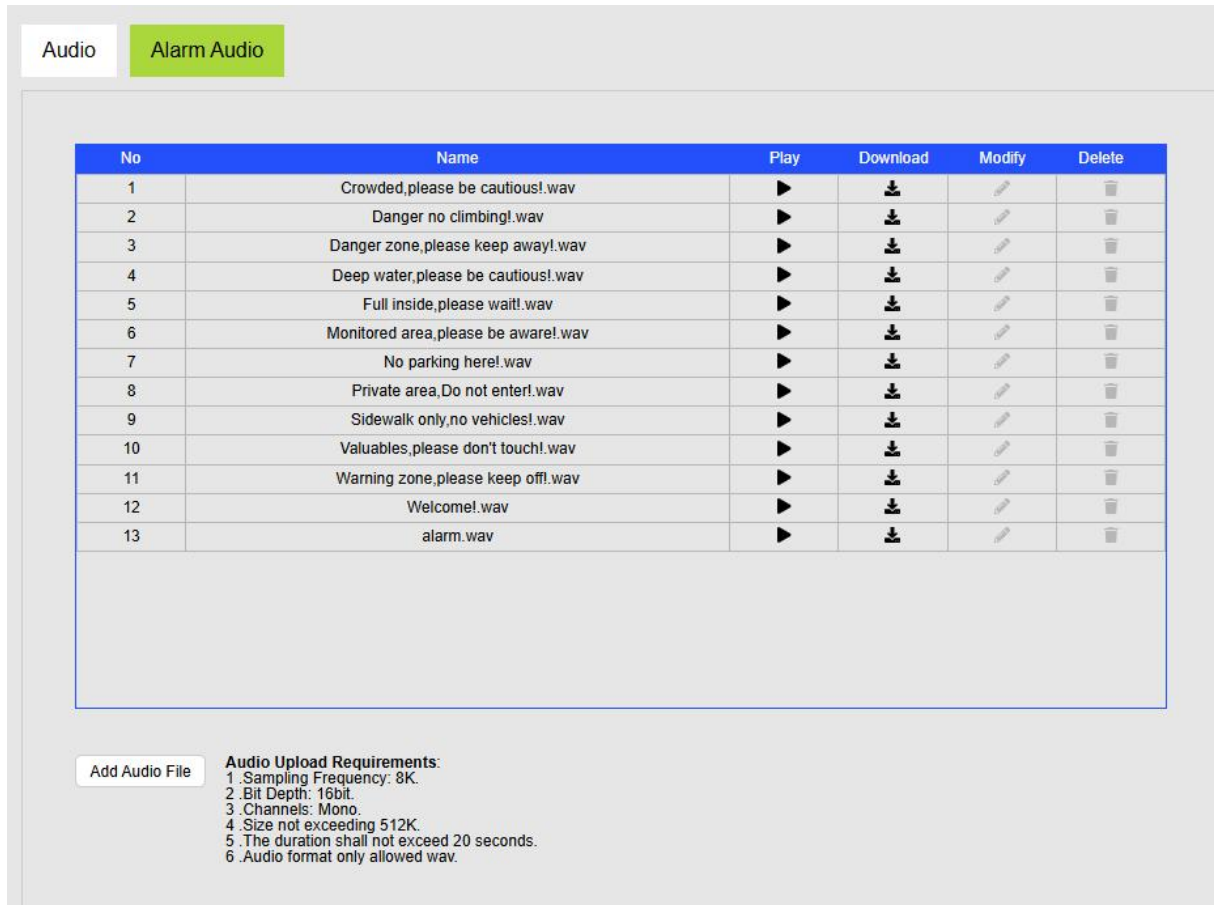 Audio Alarm Audio
No Name Play Download Modify Delete
1 Crowded,please be cautious!.wav
2 Danger no climbing!.wav
3 Danger zone,please keep away!.wav
4 Deep water,please be cautious!.wav
5 Full inside,please wait!.wav
6 Monitored area,please be aware!.wav
7 No parking here!.wav
8 Private area,Do not enter!.wav
9 Sidewalk only,no vehicles!.wav
10 Valuables,please don't touch!.wav
11 Warning zone,please keep off!.wav
12 Welcome!.wav
13 alarm.wav
Add Audio File
Audio Upload Requirements:
1 .Sampling Frequency: 8K.
2 .Bit Depth: 16bit.
3 .Channels: Mono.
4 .Size not exceeding 512K.
5 .The duration shall not exceed 20 seconds.
6 .Audio format only allowed wav.